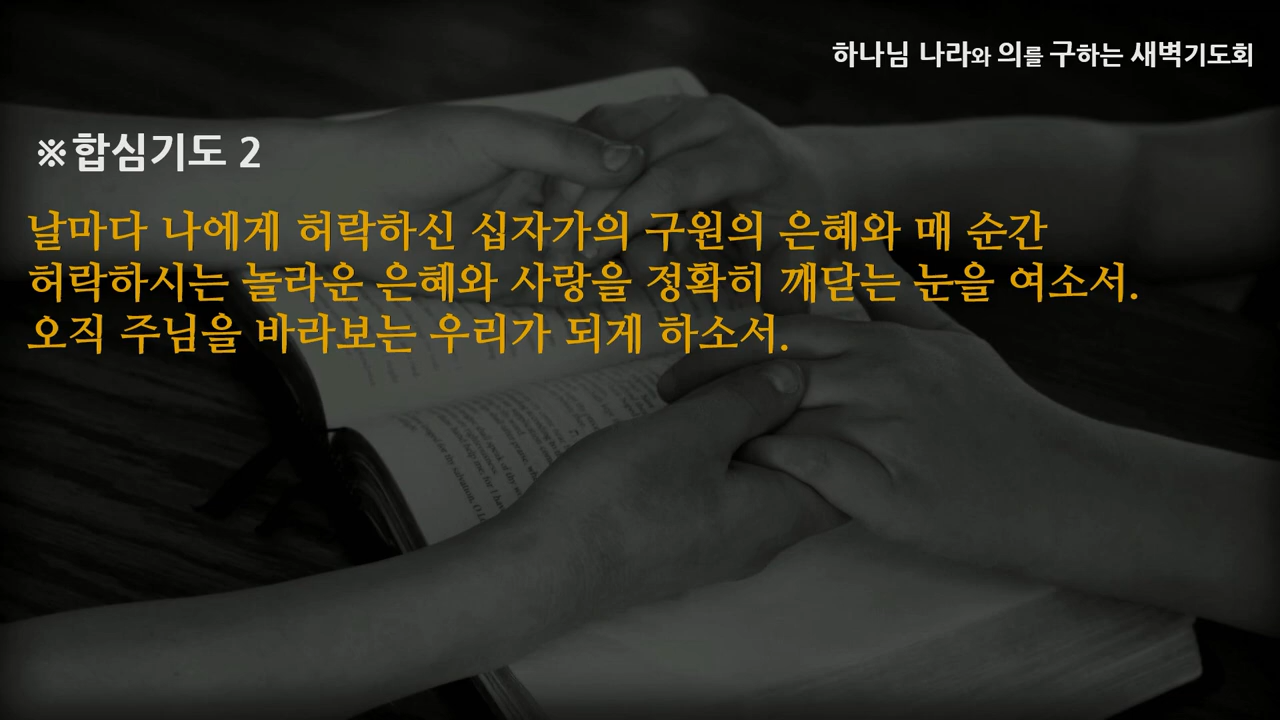 하나님 나라와 의를 구하는 새벽기도회
※합심기도 2
날마다 나에게 허락하신 십자가의 구원의 은혜와 매 순간
허락하시는 놀라운 은혜와 사랑을 정확히 깨닫는 눈을 여소서.
오직 주님을 바라보는 우리가 되게 하소서.